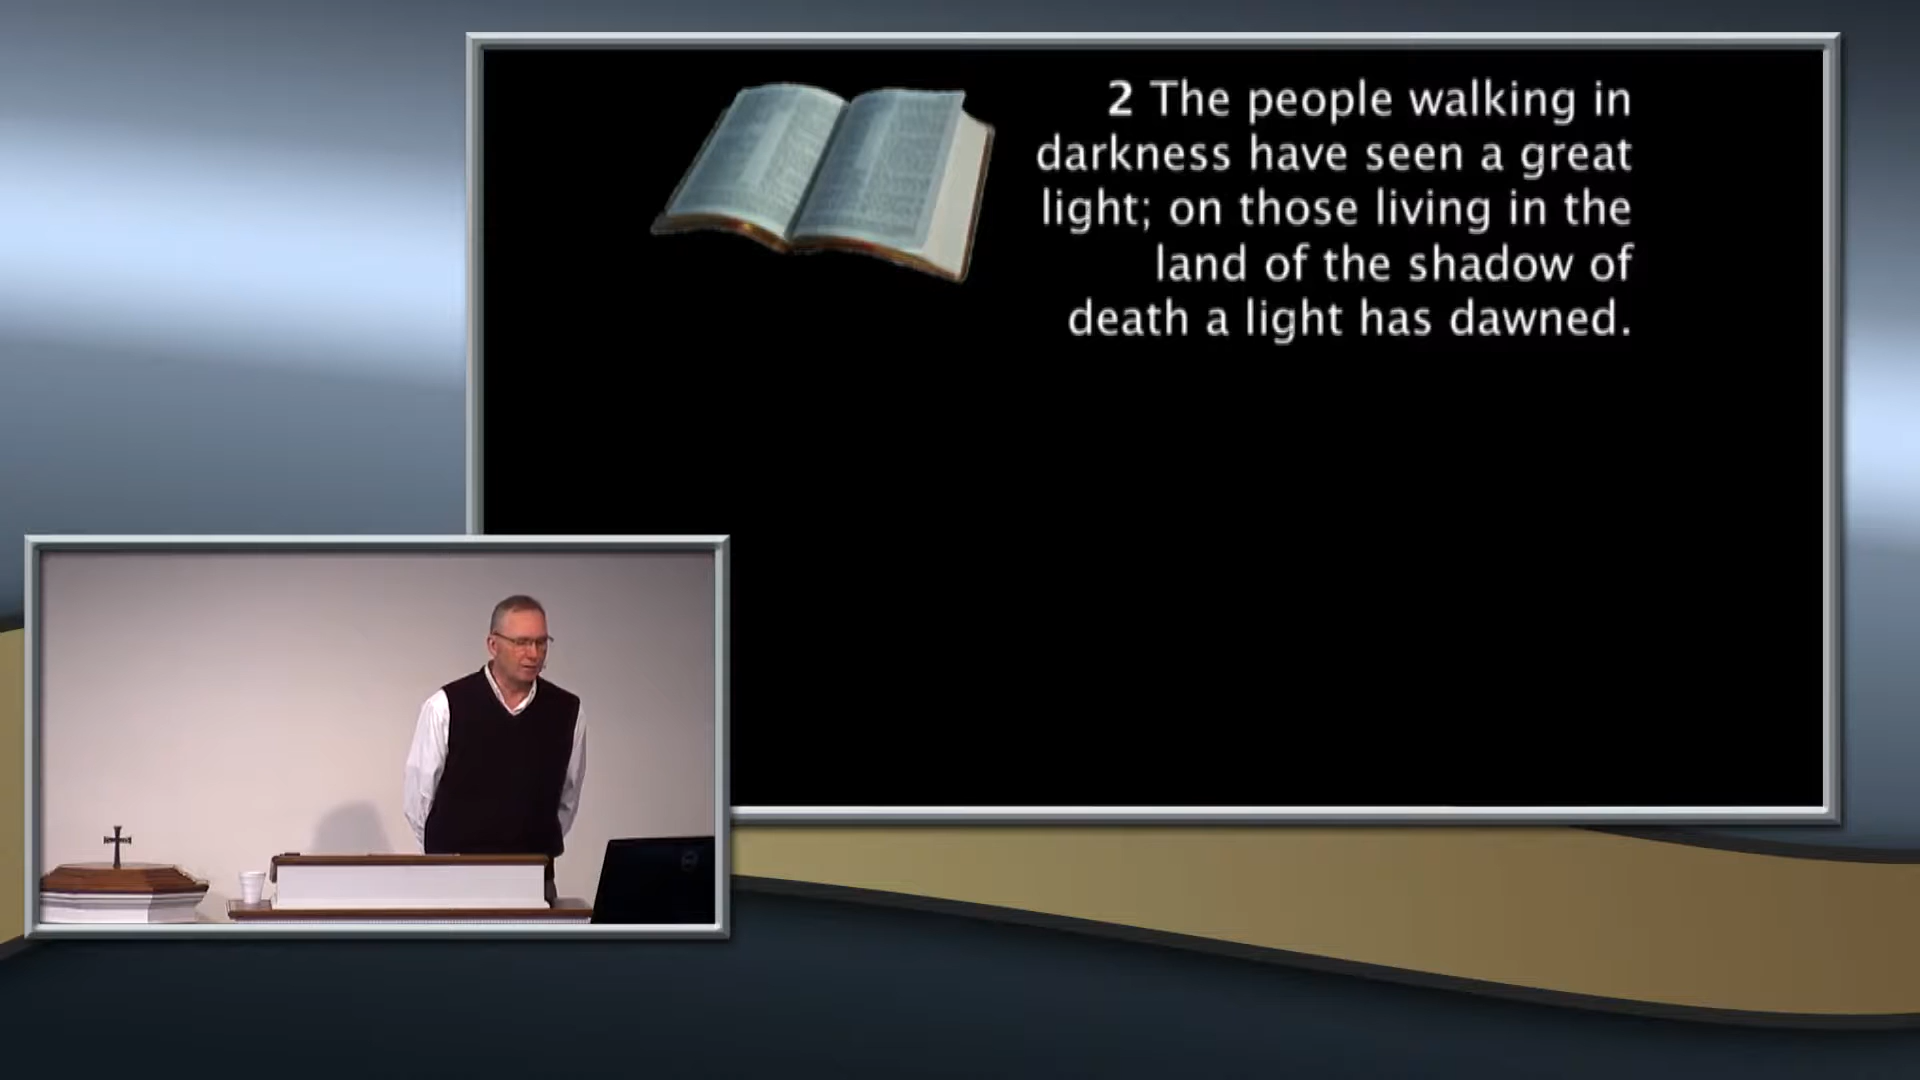 2 The people walking in
darkness have seen a great
light; on those living in the
land of the shadow of
death a light has dawned.